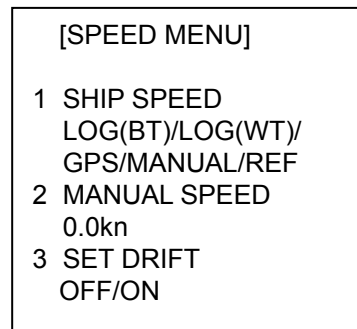 [SPEED MENU]
1 SHIP SPEED
LOG(BT)/LOG(WT)/
GPS/MANUAL/REF
2 MANUAL SPEED
0.0kn
3 SET DRIFT
OFF/ON